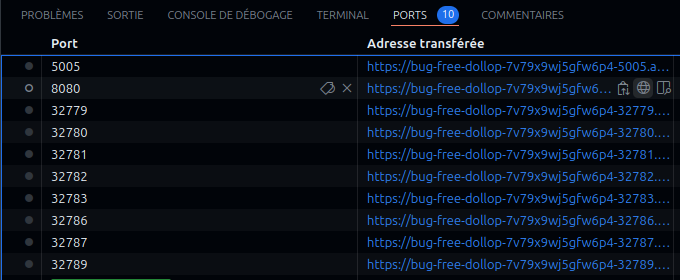 PROBLÈMES SORTIE CONSOLE DE DÉBOGAGE TERMINAL PORTS 10 COMMENTAIRES
Port Adresse transférée
5005 https://bug-free-dollop-7v79x9wj5gfw6p4-5005.a...
8080 https://bug-free-dollop-7v79x9wj5gfw6...
32779 https://bug-free-dollop-7v79x9wj5gfw6p4-32779....
32780 https://bug-free-dollop-7v79x9wj5gfw6p4-32780....
32781 https://bug-free-dollop-7v79x9wj5gfw6p4-32781....
32782 https://bug-free-dollop-7v79x9wj5gfw6p4-32782....
32783 https://bug-free-dollop-7v79x9wj5gfw6p4-32783....
32786 https://bug-free-dollop-7v79x9wj5gfw6p4-32786....
32787 https://bug-free-dollop-7v79x9wj5gfw6p4-32787....
32789 https://bug-free-dollop-7v79x9wj5gfw6p4-32789....